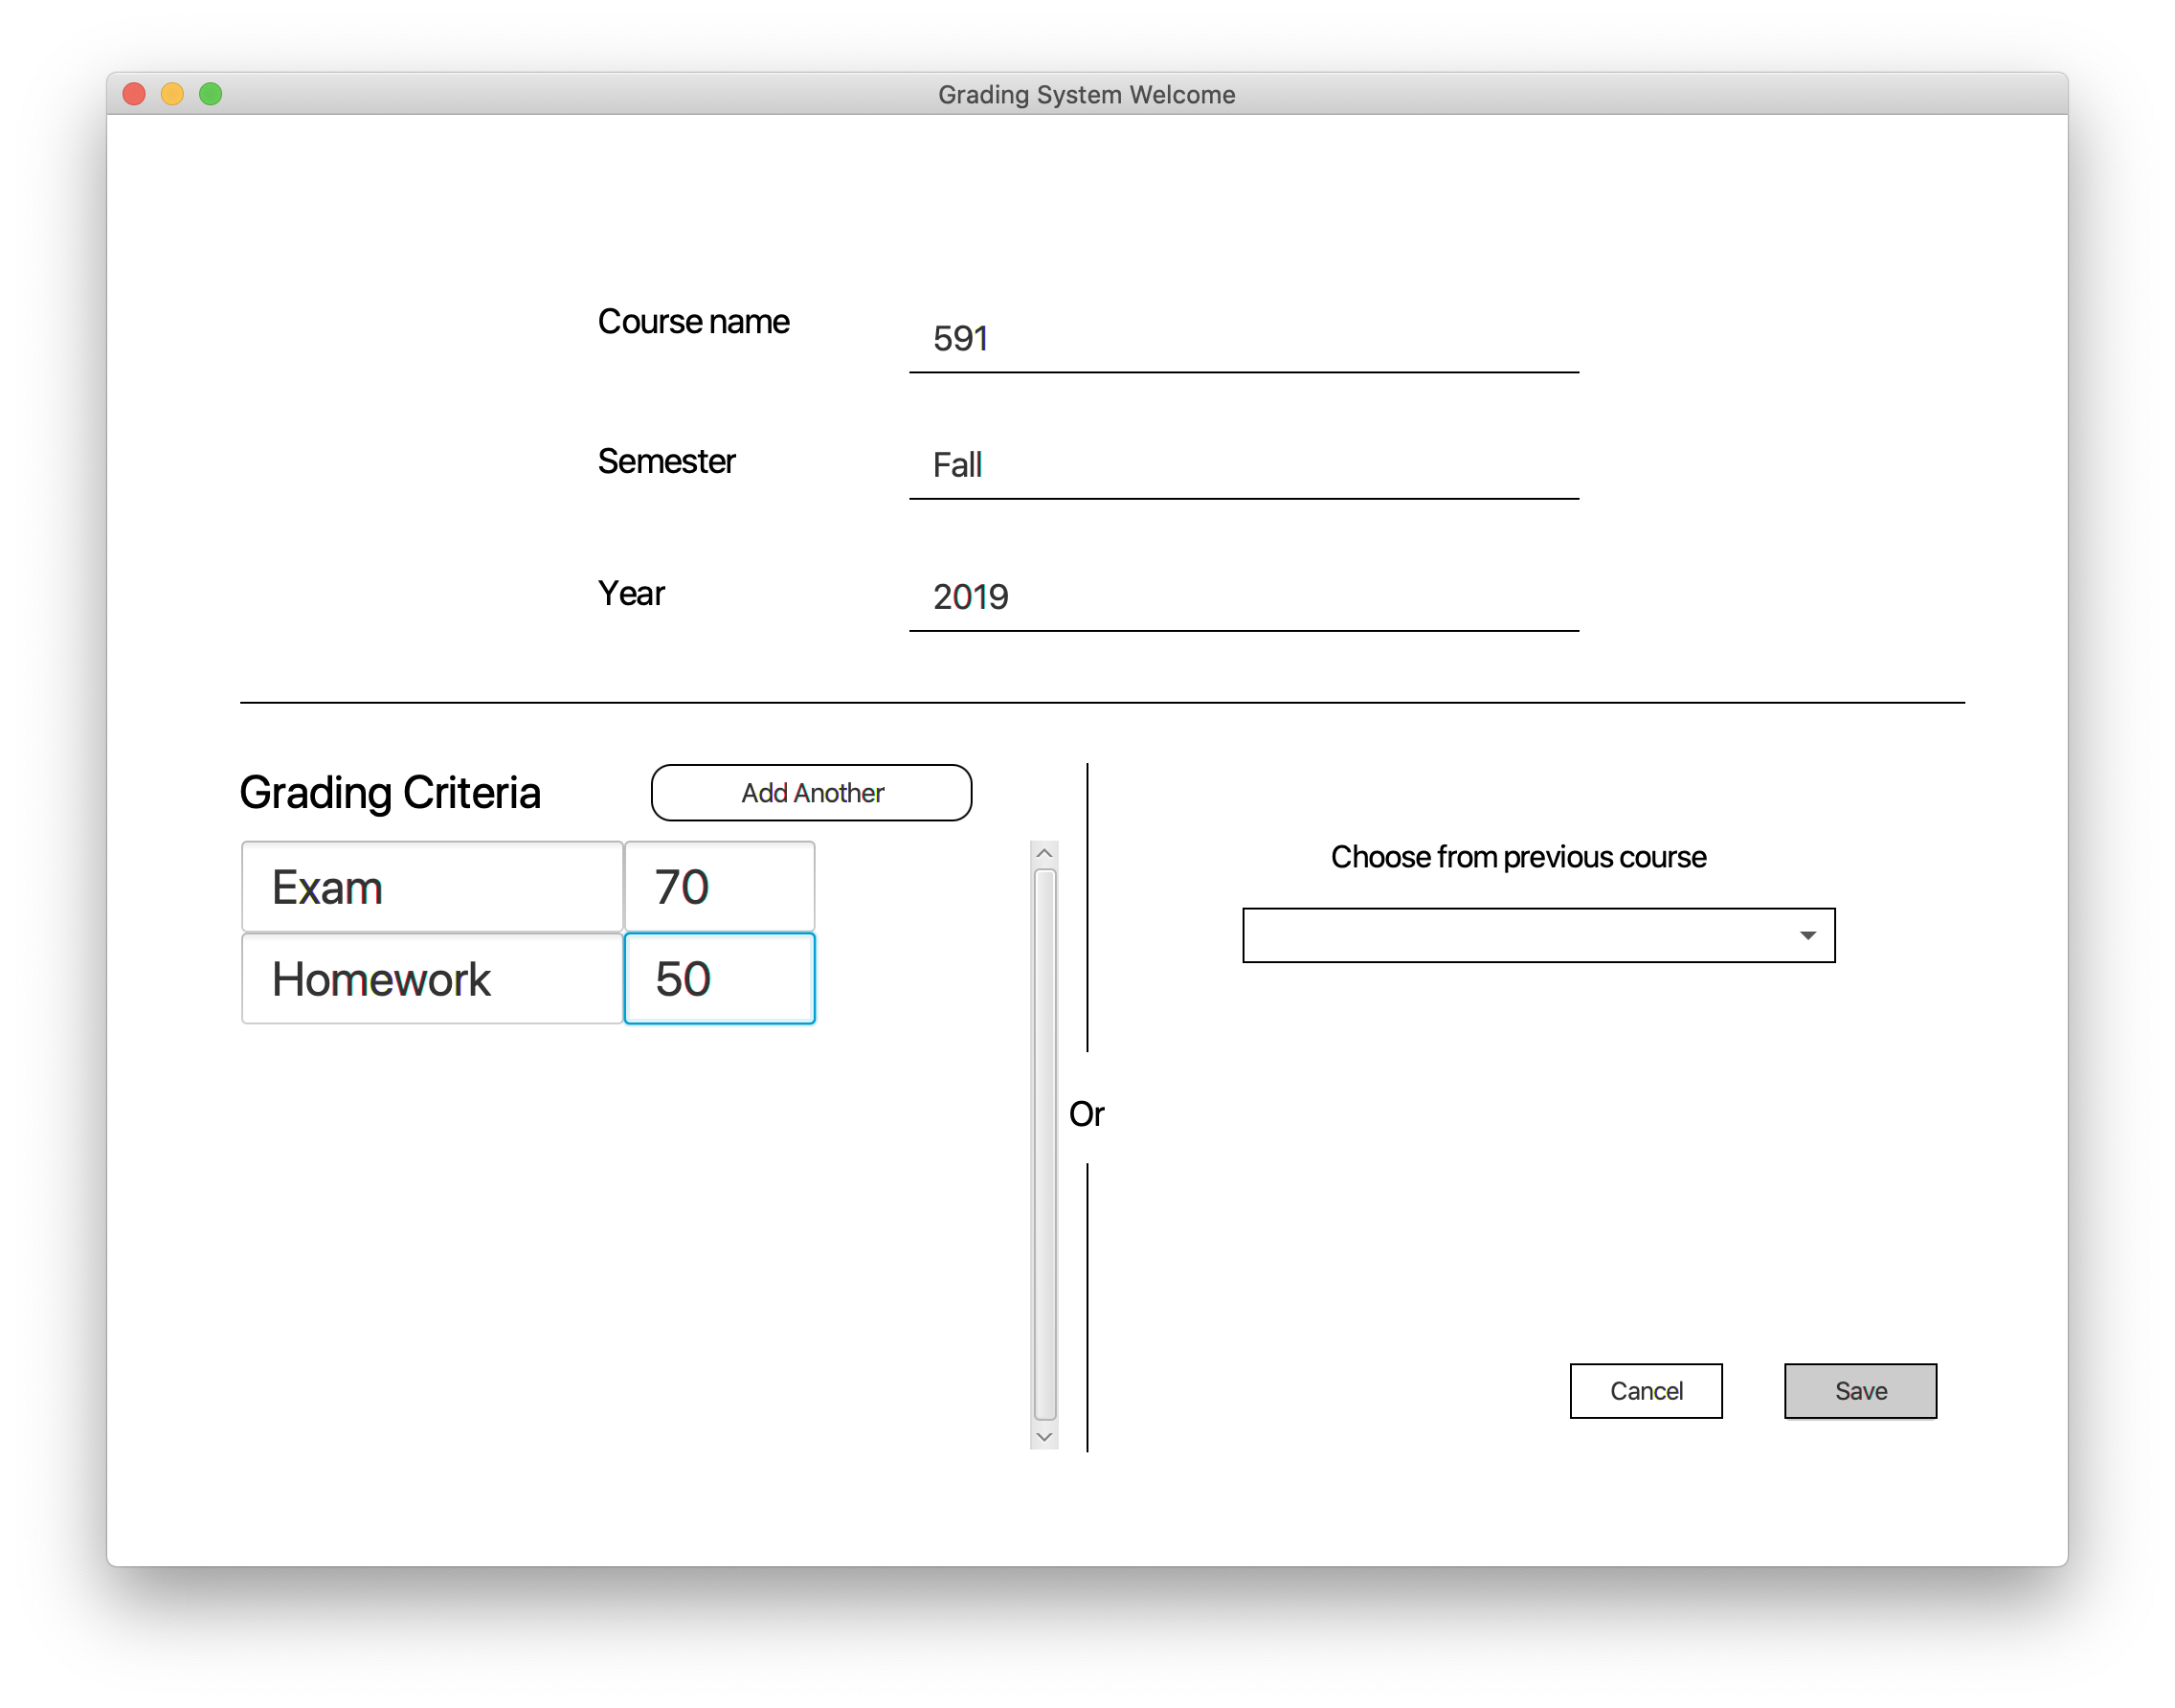 Grading System Welcome
Course name 591
Semester Fall
Year 2019
Grading Criteria Add Another
Exam 70
Homework 50
Or
Choose from previous course
Cancel Save